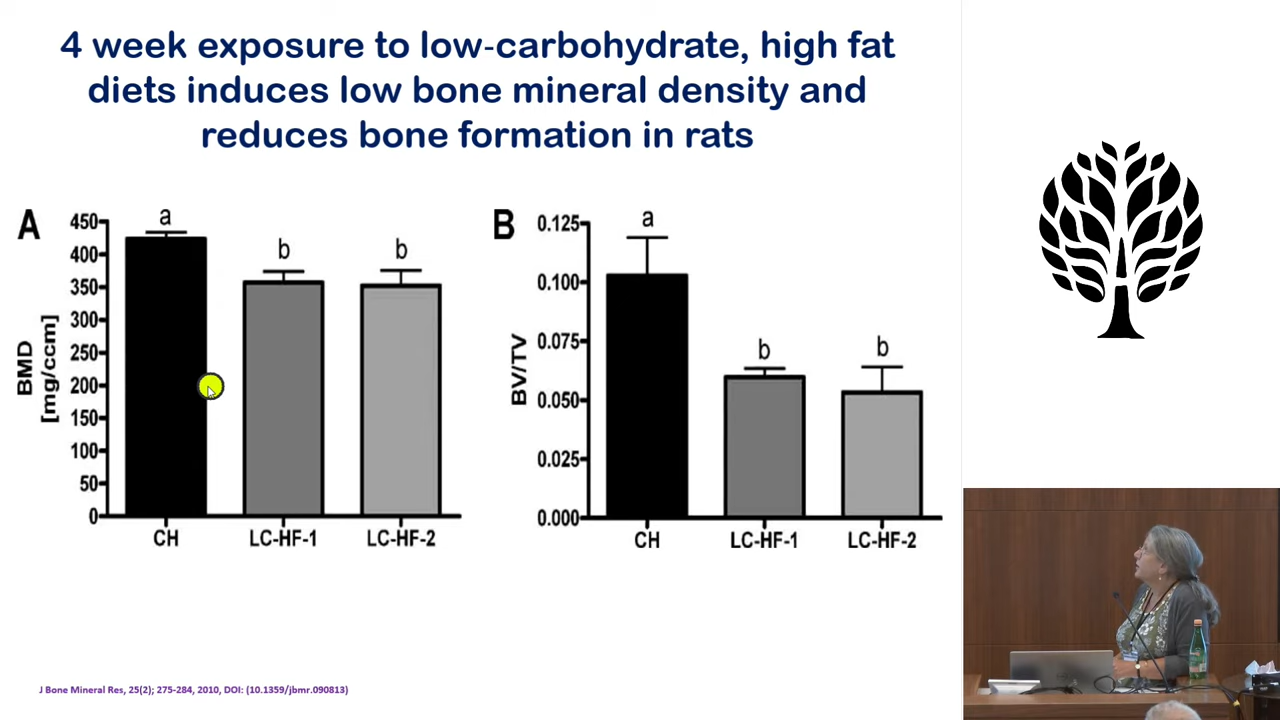 4 week exposure to low-carbohydrate, high fat
diets induces low bone mineral density and
reduces bone formation in rats
A
BMD
[mg/ccm]
450
400
350
300
250
200
150
100
50
0
a
b
b
CH
LC-HF-1
LC-HF-2
B
BV/TV
0.125
0.100
0.075
0.050
0.025
0.000
a
b
b
CH
LC-HF-1
LC-HF-2
J Bone Mineral Res, 25(2); 275-284, 2010, DOI: (10.1359/jbmr.090813)